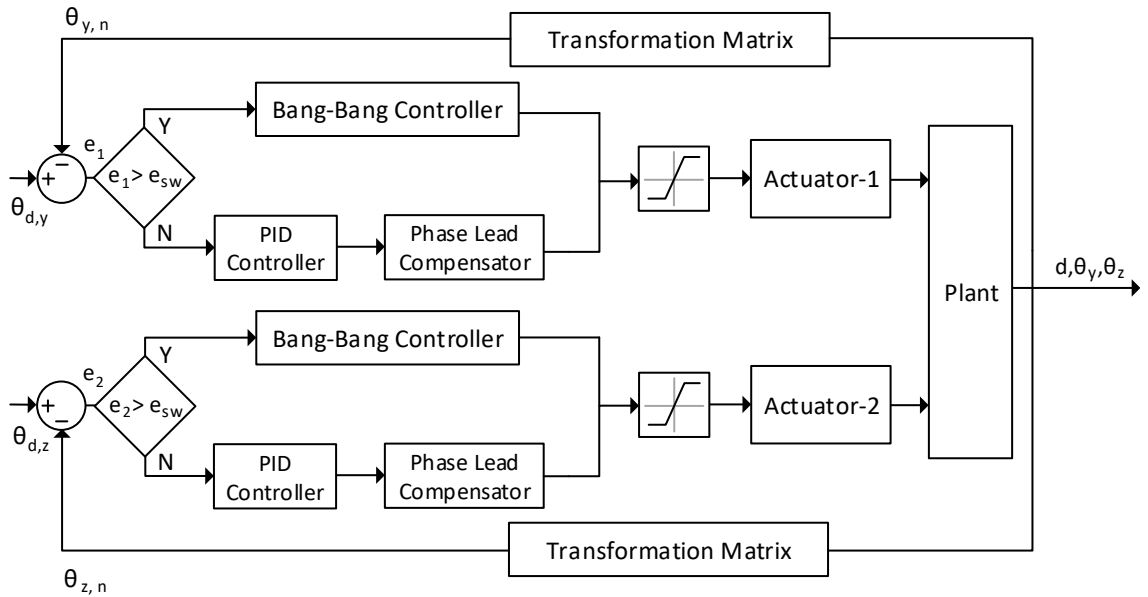 θy, n
Transformation Matrix
Bang-Bang Controller
Y
e1
−
+
e1> esw
Actuator-1
θd,y
N
PID
Controller
Phase Lead
Compensator
d,θy,θz
Plant
Bang-Bang Controller
Y
e2
+
−
e2> esw
Actuator-2
θd,z
N
PID
Controller
Phase Lead
Compensator
Transformation Matrix
θz, n